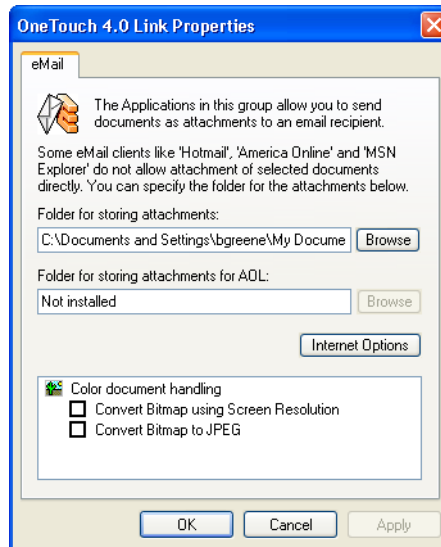 OneTouch 4.0 Link Properties
eMail
The Applications in this group allow you to send
documents as attachments to an email recipient.
Some eMail clients like 'Hotmail', 'America Online' and 'MSN
Explorer' do not allow attachment of selected documents
directly. You can specify the folder for the attachments below.
Folder for storing attachments:
C:\Documents and Settings\bgreene\My Docume
Browse
Folder for storing attachments for AOL:
Not installed
Browse
Internet Options
Color document handling
Convert Bitmap using Screen Resolution
Convert Bitmap to JPEG
OK
Cancel
Apply